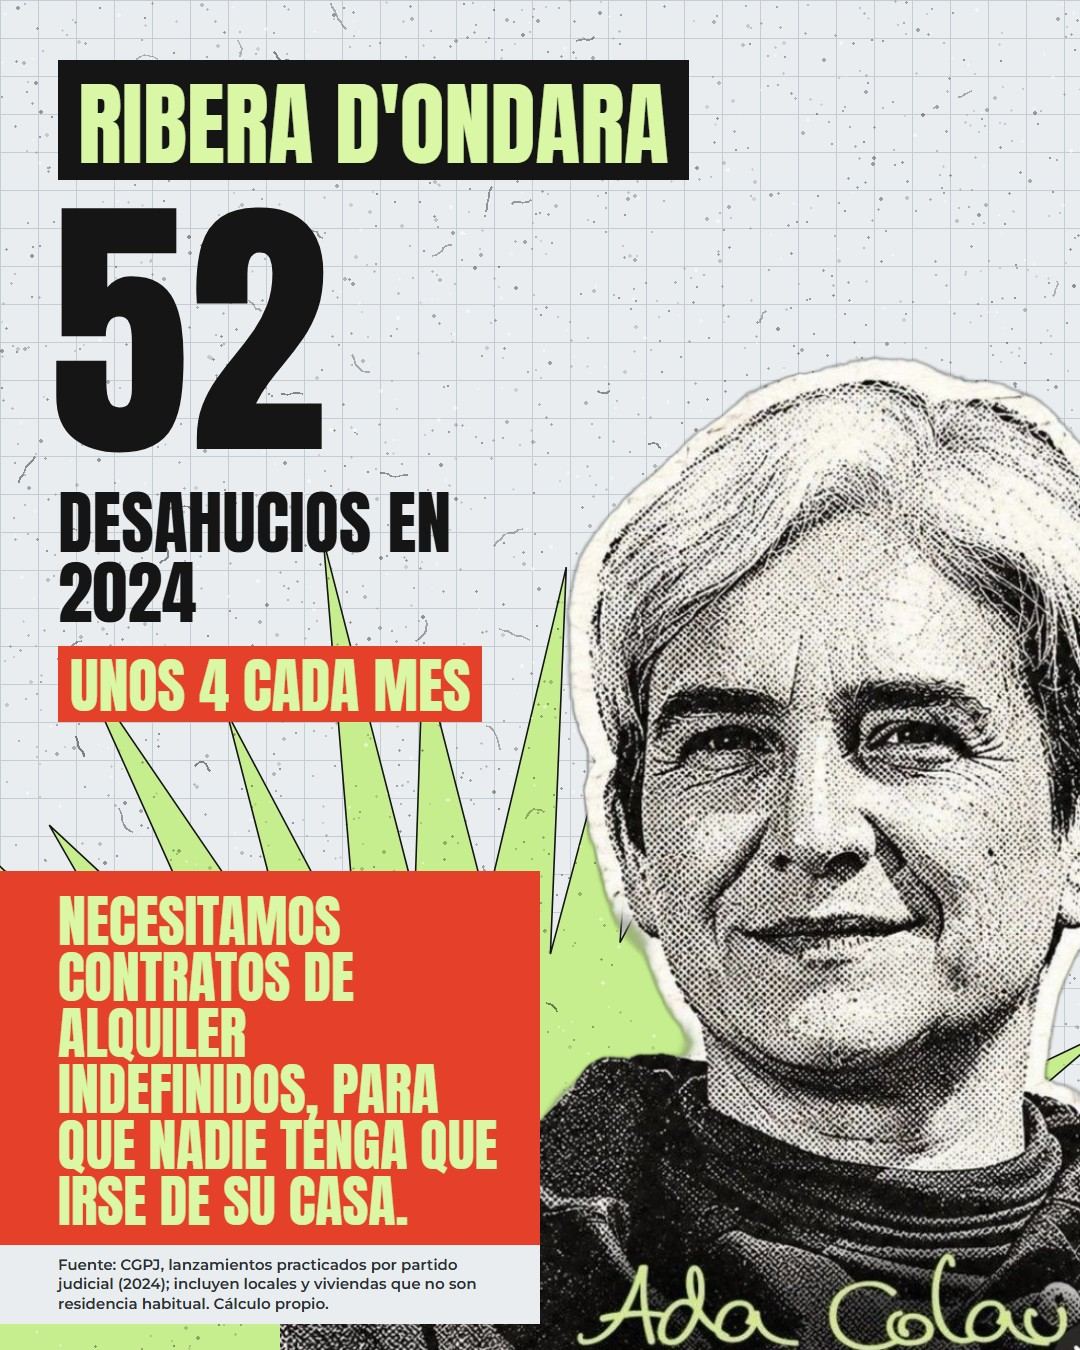 RIBERA D'ONDARA
52
DESAHUCIOS EN
2024
UNOS 4 CADA MES
NECESITAMOS
CONTRATOS DE
ALQUILER
INDEFINIDOS, PARA
QUE NADIE TENGA QUE
IRSE DE SU CASA.
Fuente: CGPJ, lanzamientos practicados por partido
judicial (2024); incluyen locales y viviendas que no son
residencia habitual. Cálculo propio.
Ada Colau